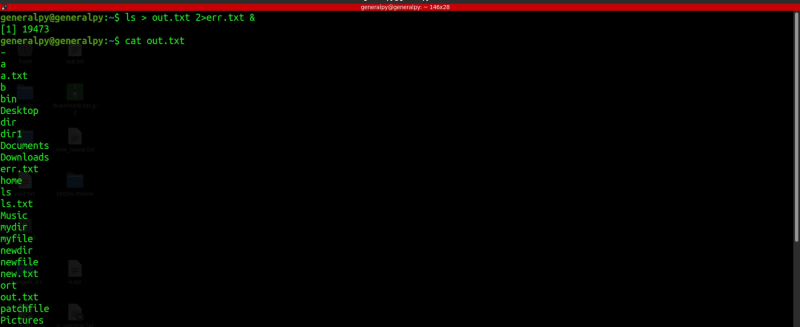 generalpy@generalpy: ~ 146x28
generalpy@generalpy:~$ ls > out.txt 2>err.txt &
[1] 19473
generalpy@generalpy:~$ cat out.txt
-
a
a.txt
b
bin
Desktop
dir
dir1
Documents
Downloads
err.txt
home
ls
ls.txt
Music
mydir
myfile
newdir
newfile
new.txt
ort
out.txt
patchfile
Pictures